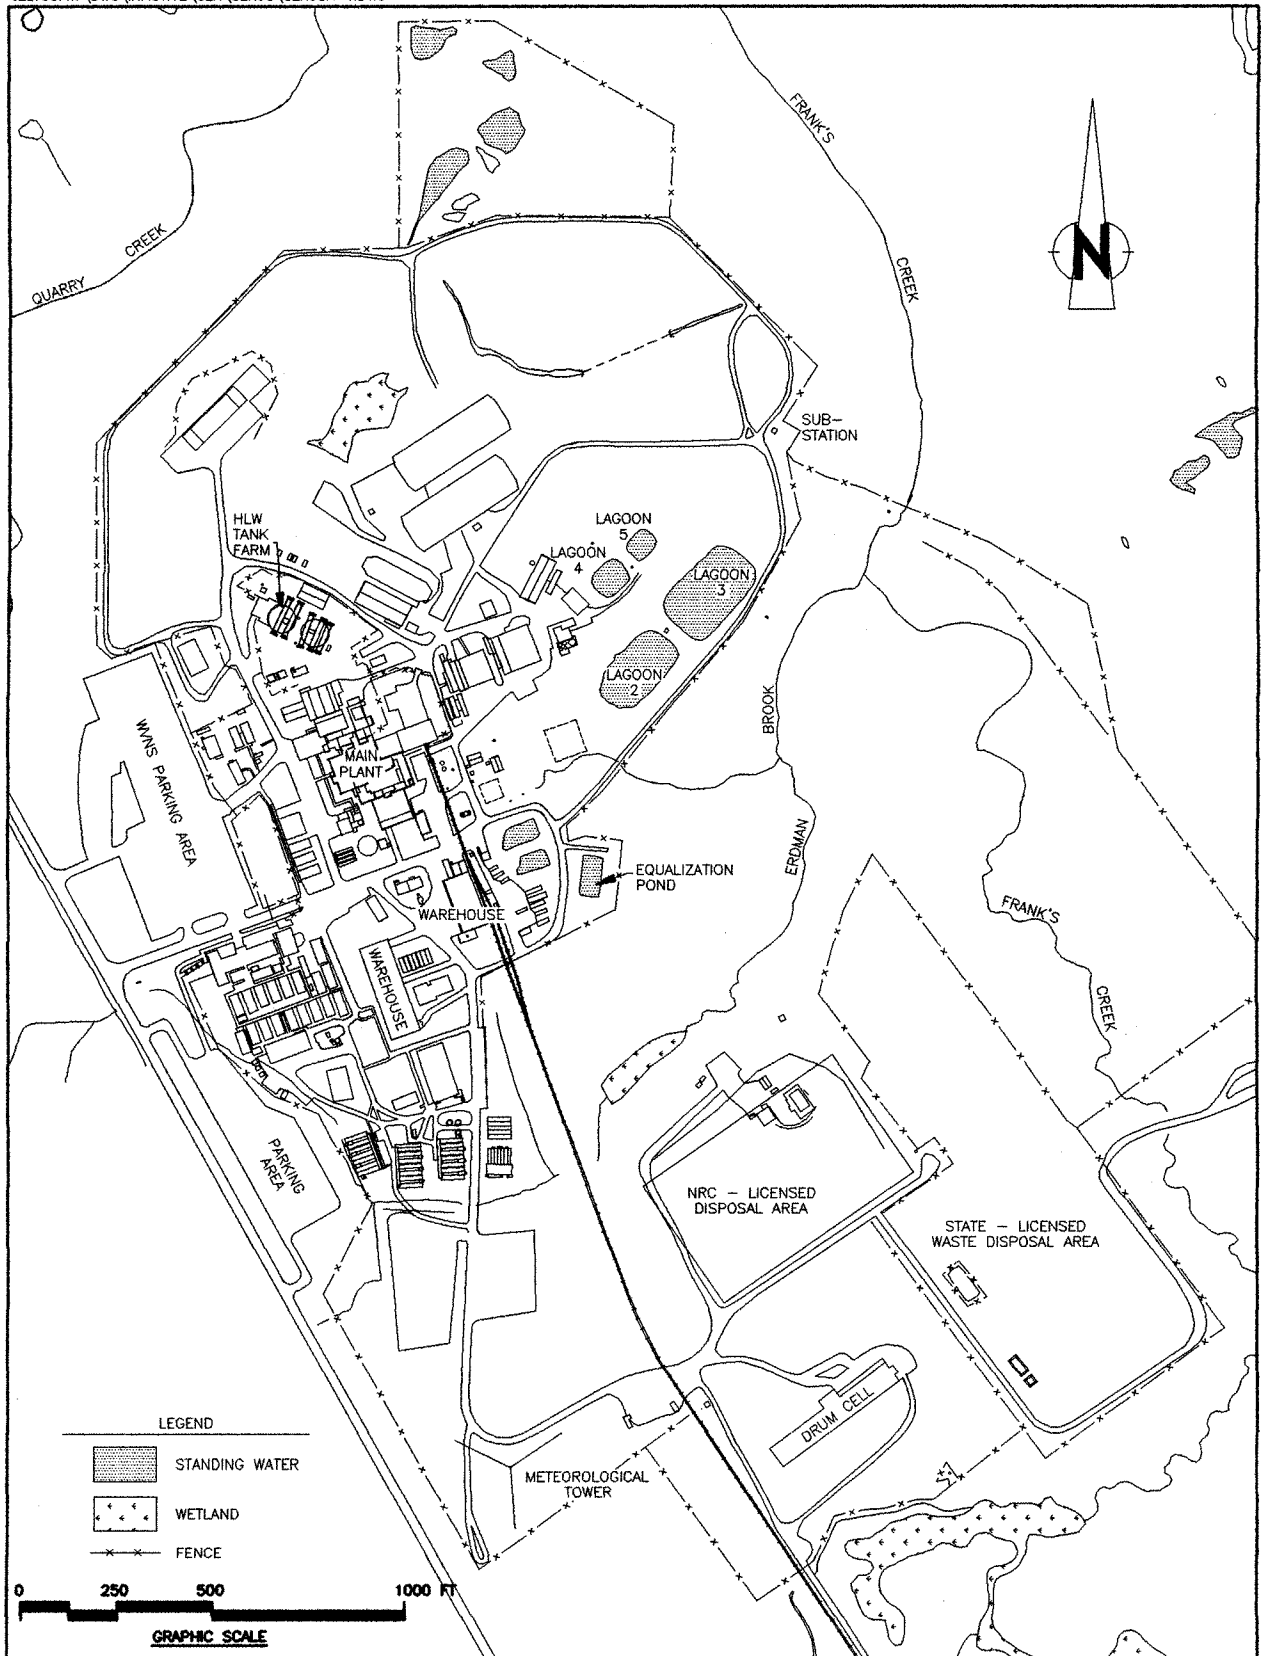 FRANK'S
CREEK
N
QUARRY
CREEK
SUB-
STATION
HLW
TANK
FARM
LAGOON
5
LAGOON
4
LAGOON
3
LAGOON
2
BROOK
ERDMAN
WVNS PARKING AREA
MAIN
PLANT
EQUALIZATION
POND
WAREHOUSE
WAREHOUSE
FRANK'S
CREEK
PARKING
AREA
NRC – LICENSED
DISPOSAL AREA
STATE – LICENSED
WASTE DISPOSAL AREA
DRUM CELL
METEOROLOGICAL
TOWER
LEGEND
STANDING WATER
WETLAND
FENCE
0 250 500 1000 FT
GRAPHIC SCALE